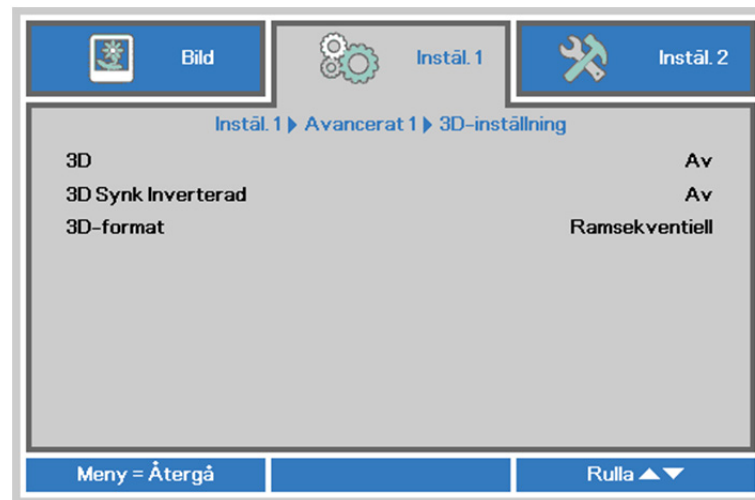 Bild
Instäl. 1
Instäl. 2
Instäl. 1 ▶ Avancerat 1 ▶ 3D-inställning
3D Av
3D Synk Inverterad Av
3D-format Ramsekventiell
Meny = Återgå
Rulla ▲▼